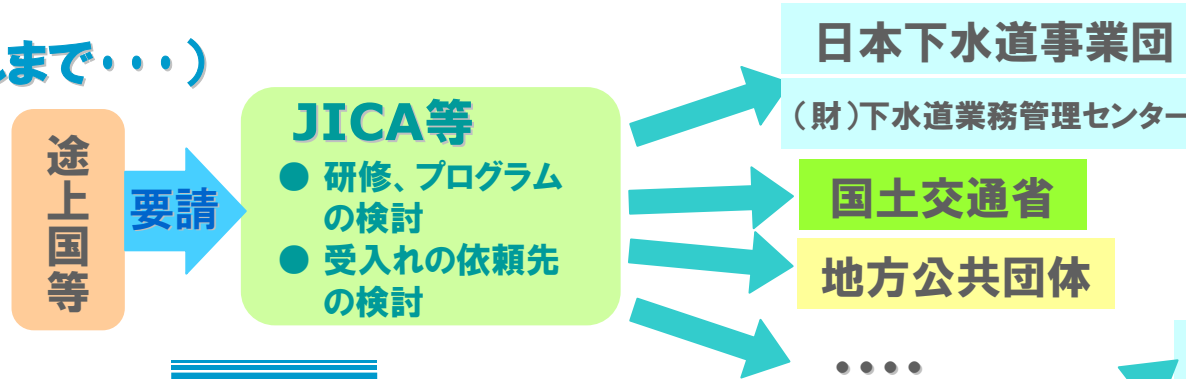 まで・・・）
途上国等
要請
JICA等
● 研修、プログラム
の検討
● 受入れの依頼先
の検討
日本下水道事業団
（財）下水道業務管理センター
国土交通省
地方公共団体
・・・・